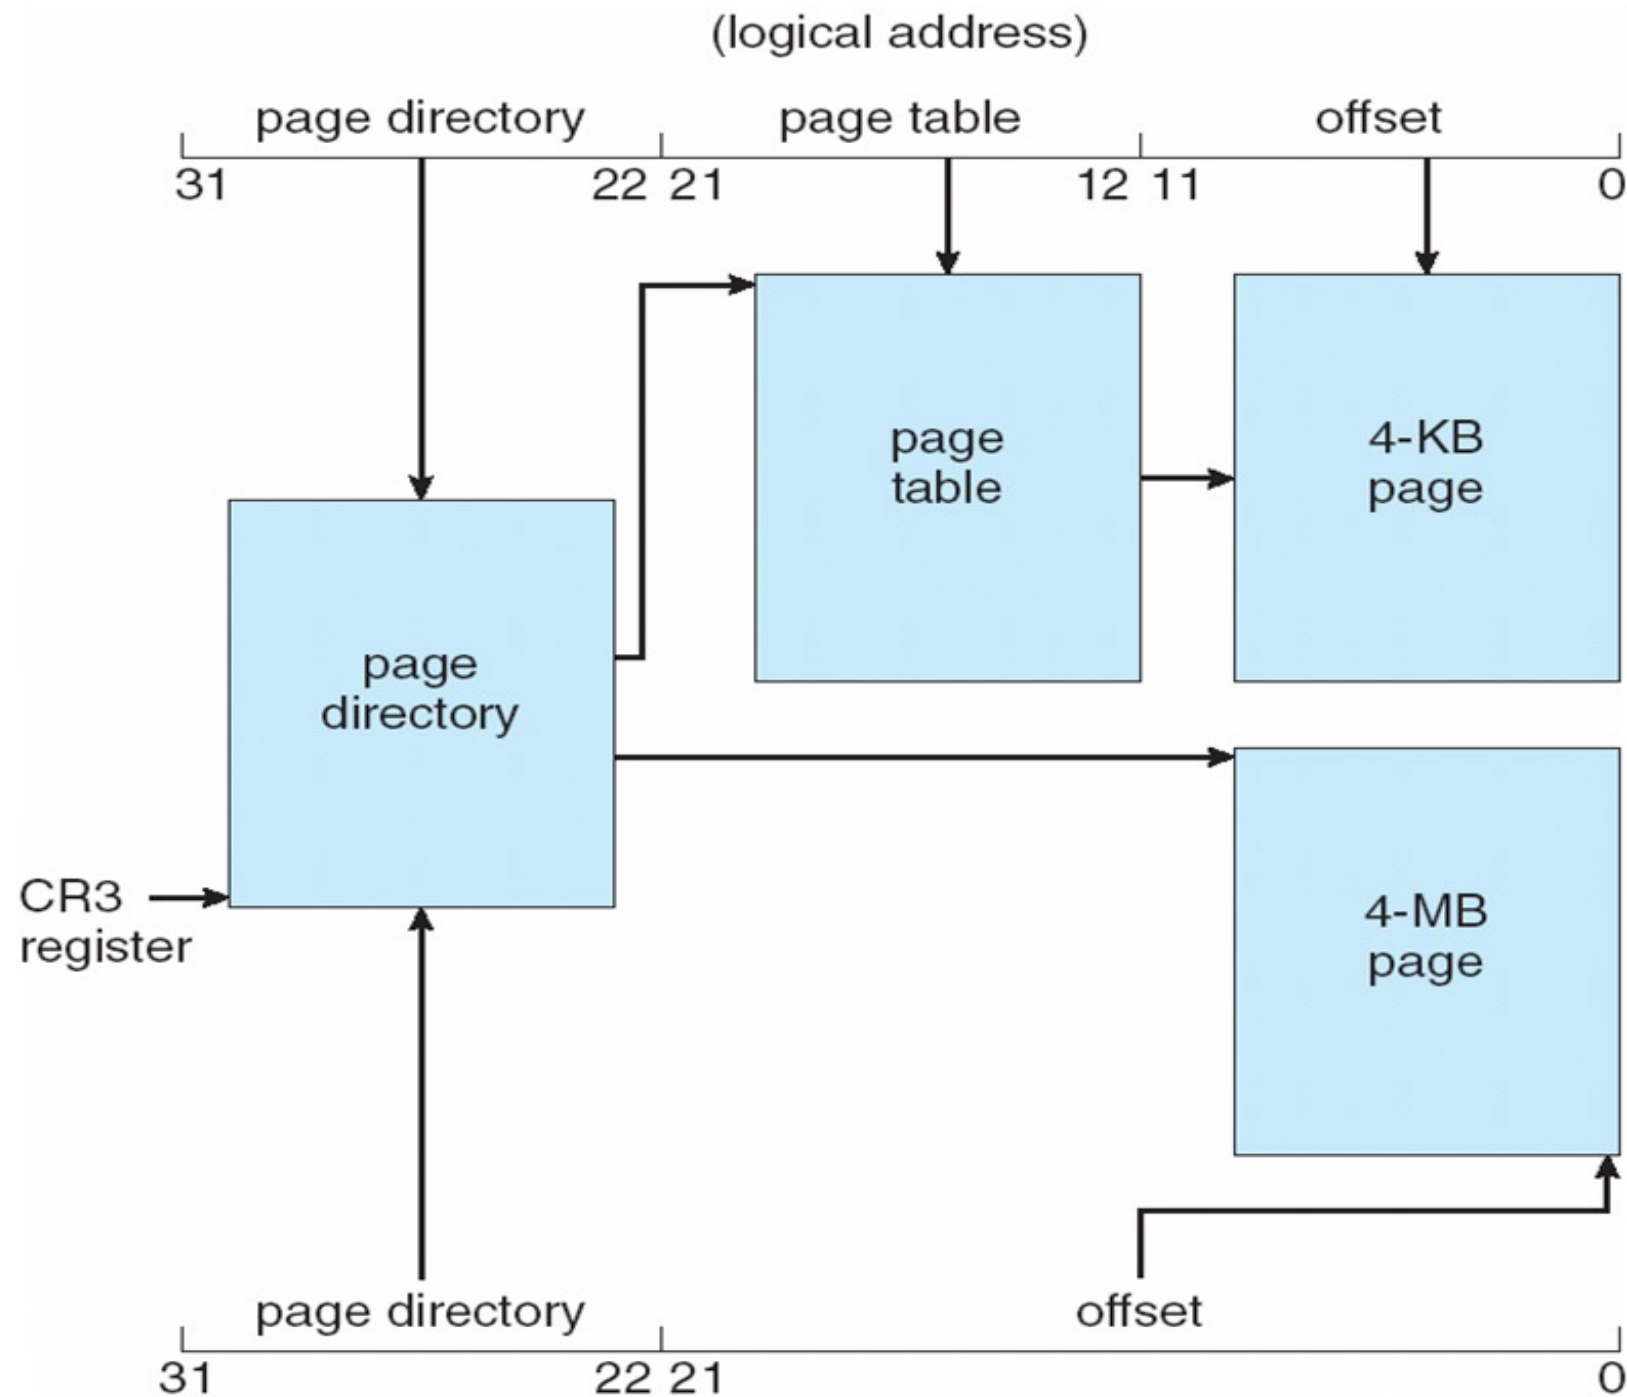 (logical address)
page directory page table offset
31 22 21 12 11 0
page
table
4-KB
page
page
directory
CR3
register
4-MB
page
page directory offset
31 22 21 0